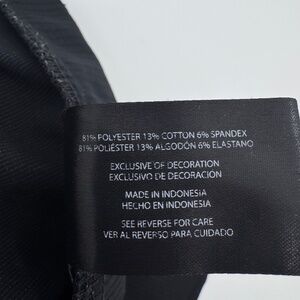 81% POLYESTER 13% COTTON 6% SPANDEX
81% POLIÉSTER 13% ALGODÓN 6% ELASTANO
EXCLUSIVE OF DECORATION
EXCLUSIVO DE DECORACIÓN
MADE IN INDONESIA
HECHO EN INDONESIA
SEE REVERSE FOR CARE
VER AL REVERSO PARA CUIDADO